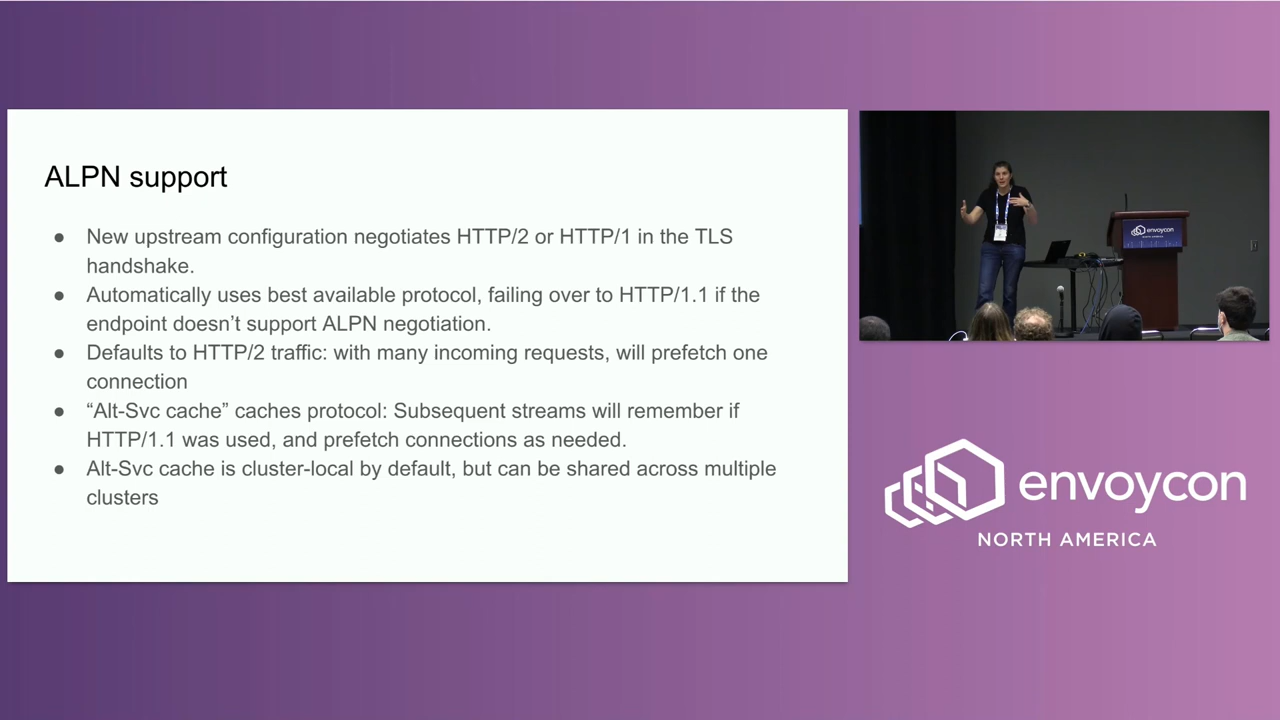 ALPN support
● New upstream configuration negotiates HTTP/2 or HTTP/1 in the TLS
handshake.
● Automatically uses best available protocol, failing over to HTTP/1.1 if the
endpoint doesn’t support ALPN negotiation.
● Defaults to HTTP/2 traffic: with many incoming requests, will prefetch one
connection
● “Alt-Svc cache” caches protocol: Subsequent streams will remember if
HTTP/1.1 was used, and prefetch connections as needed.
● Alt-Svc cache is cluster-local by default, but can be shared across multiple
clusters
envoycon
NORTH AMERICA
envoycon
NORTH AMERICA